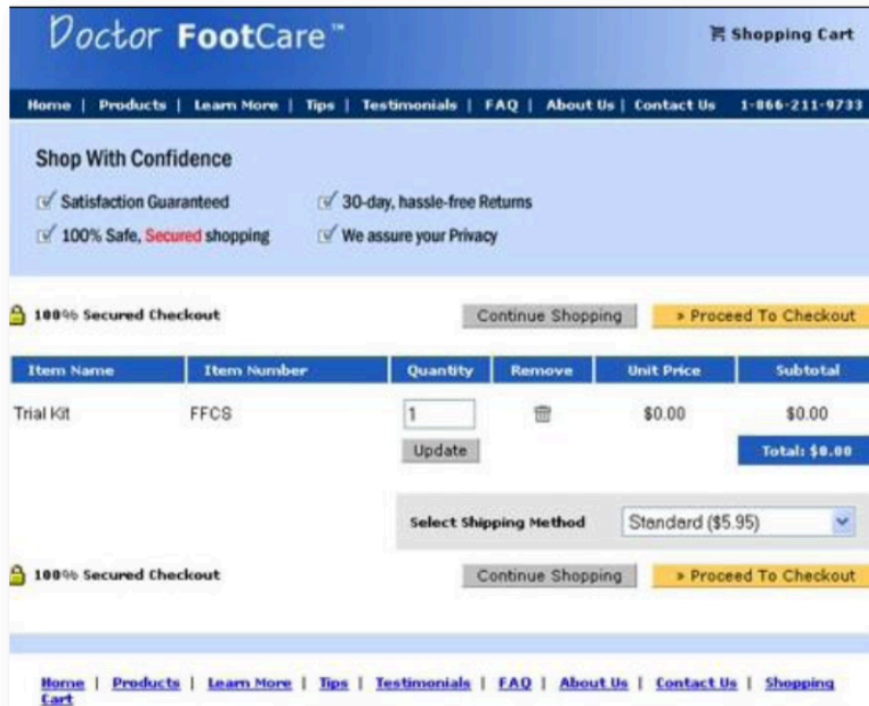 Doctor FootCare™
Shopping Cart
Home | Products | Learn More | Tips | Testimonials | FAQ | About Us | Contact Us 1-866-211-9733
Shop With Confidence
Satisfaction Guaranteed 30-day, hassle-free Returns
100% Safe, Secured shopping We assure your Privacy
100% Secured Checkout Continue Shopping » Proceed To Checkout
Item Name Item Number Quantity Remove Unit Price Subtotal
Trial Kit FFCS 1 $0.00 $0.00
Update Total: $0.00
Select Shipping Method Standard ($5.95)
100% Secured Checkout Continue Shopping » Proceed To Checkout
Home | Products | Learn More | Tips | Testimonials | FAQ | About Us | Contact Us | Shopping
Cart